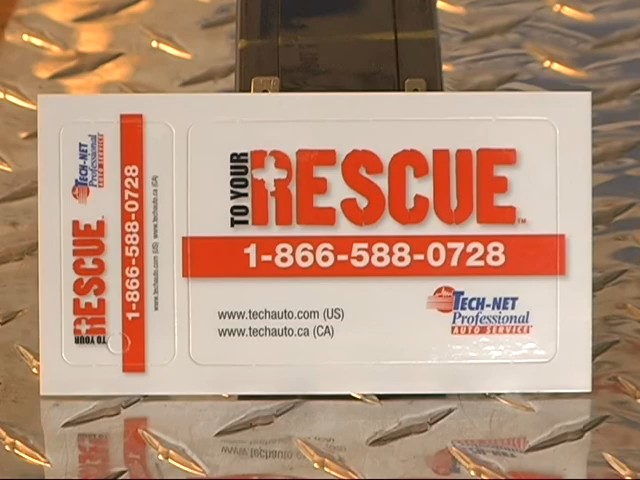 TO YOUR
RESCUE™
1-866-588-0728
www.techauto.com (US)
www.techauto.ca (CA)
TECH-NET
Professional
AUTO SERVICE
TO YOUR
RESCUE
TECH-NET
Professional
AUTO SERVICE
1-866-588-0728
www.techauto.com (US) www.techauto.ca (CA)